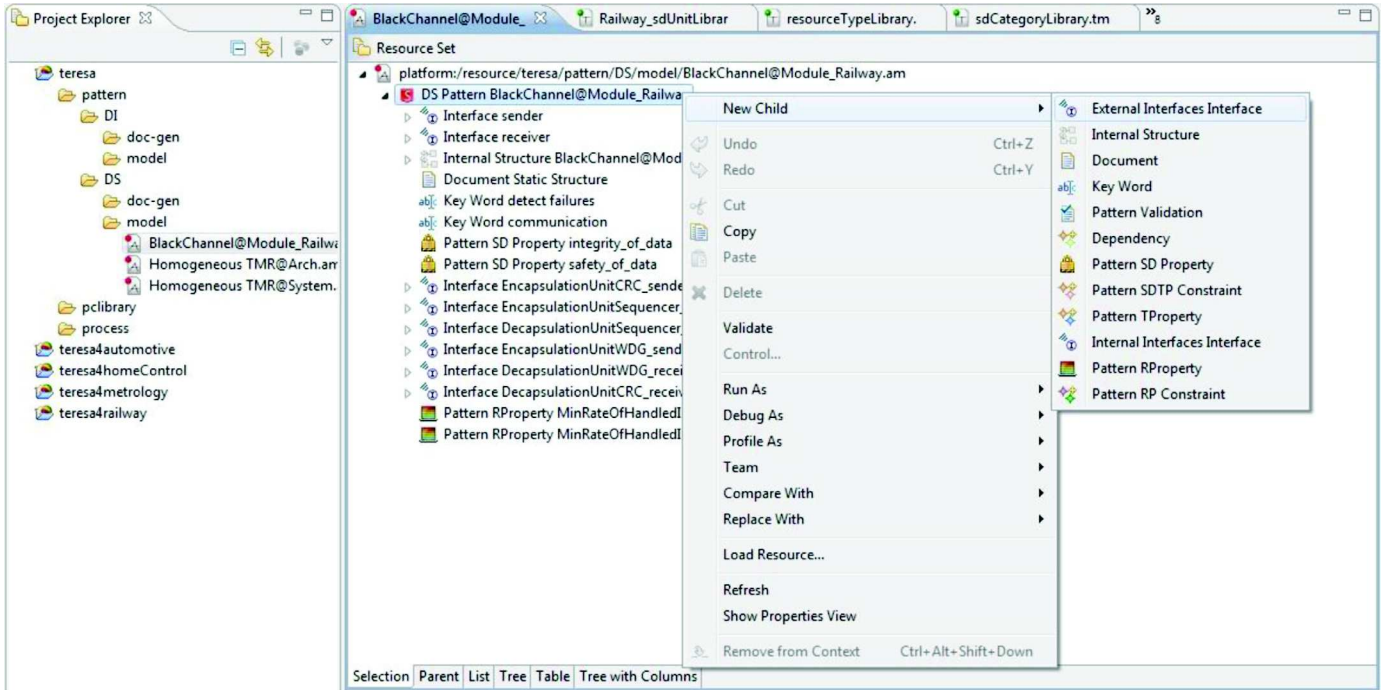 Project Explorer
BlackChannel@Module_
Railway_sdUnitLibrar
resourceTypeLibrary.
sdCategoryLibrary.tm
»8
teresa
pattern
DI
doc-gen
model
DS
doc-gen
model
BlackChannel@Module_Railwa
Homogeneous TMR@Arch.am
Homogeneous TMR@System.
pclibrary
process
teresa4automotive
teresa4homeControl
teresa4metrology
teresa4railway
Resource Set
platform:/resource/teresa/pattern/DS/model/BlackChannel@Module_Railway.am
DS Pattern BlackChannel@Module_Railwa
Interface sender
Interface receiver
Internal Structure BlackChannel@Mod
Document Static Structure
Key Word detect failures
Key Word communication
Pattern SD Property integrity_of_data
Pattern SD Property safety_of_data
Interface EncapsulationUnitCRC_sende
Interface EncapsulationUnitSequencer_
Interface DecapsulationUnitSequencer_
Interface EncapsulationUnitWDG_send
Interface DecapsulationUnitWDG_recei
Interface DecapsulationUnitCRC_receiv
Pattern RProperty MinRateOfHandledI
Pattern RProperty MinRateOfHandledI
New Child
Undo Ctrl+Z
Redo Ctrl+Y
Cut
Copy
Paste
Delete
Validate
Control...
Run As
Debug As
Profile As
Team
Compare With
Replace With
Load Resource...
Refresh
Show Properties View
Remove from Context Ctrl+Alt+Shift+Down
External Interfaces Interface
Internal Structure
Document
Key Word
Pattern Validation
Dependency
Pattern SD Property
Pattern SDTP Constraint
Pattern TProperty
Internal Interfaces Interface
Pattern RProperty
Pattern RP Constraint
Selection Parent List Tree Table Tree with Columns